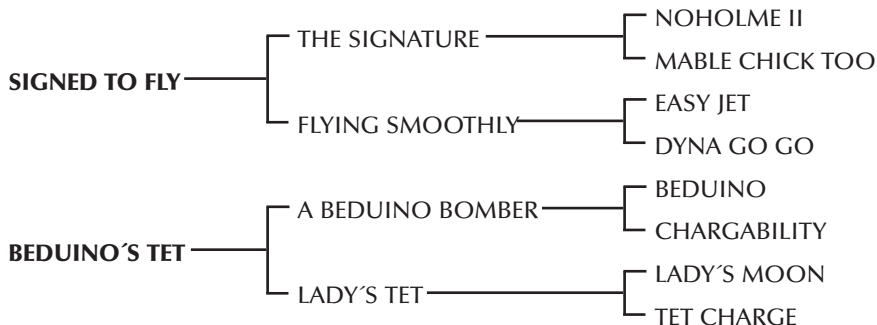 NOHOLME II
THE SIGNATURE
MABLE CHICK TOO
SIGNED TO FLY
EASY JET
FLYING SMOOTHLY
DYNA GO GO
BEDUINO
A BEDUINO BOMBER
CHARGABILITY
BEDUINO´S TET
LADY´S MOON
LADY´S TET
TET CHARGE